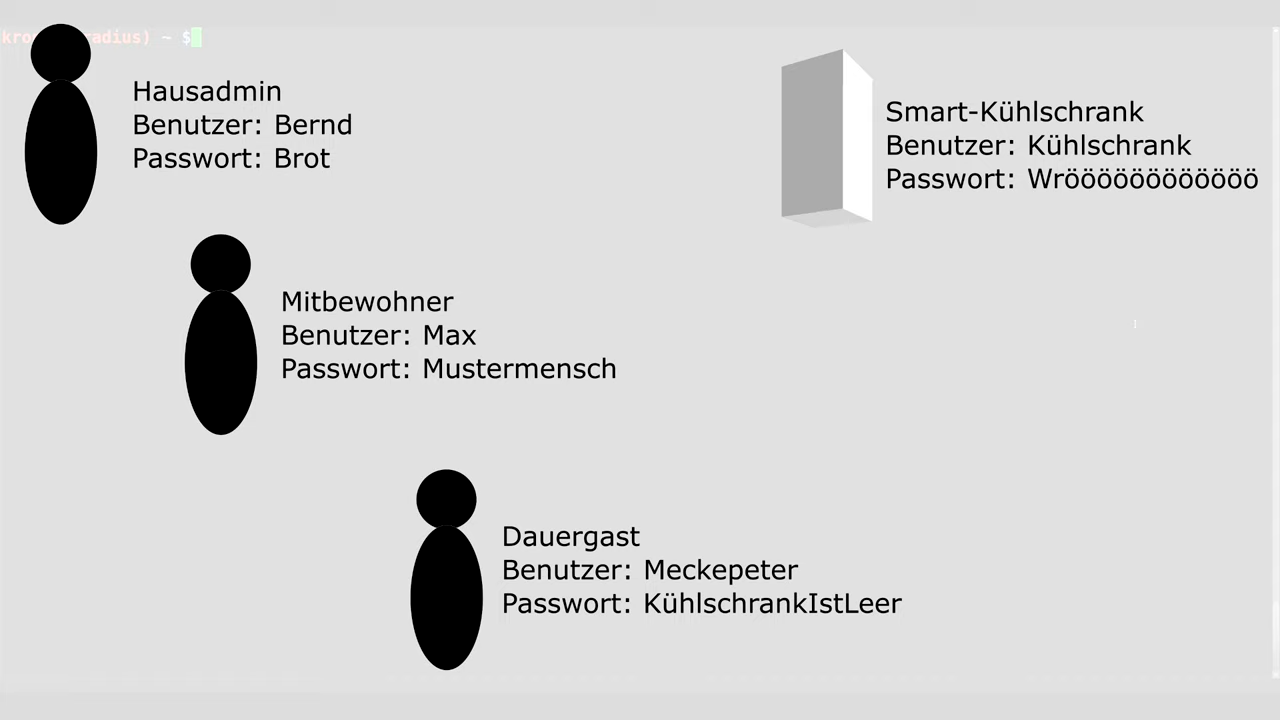 adius) ~ $
Hausadmin
Benutzer: Bernd
Passwort: Brot
Smart-Kühlschrank
Benutzer: Kühlschrank
Passwort: Wröööööööööööö
Mitbewohner
Benutzer: Max
Passwort: Mustermensch
Dauergast
Benutzer: Meckepeter
Passwort: KühlschrankIstLeer